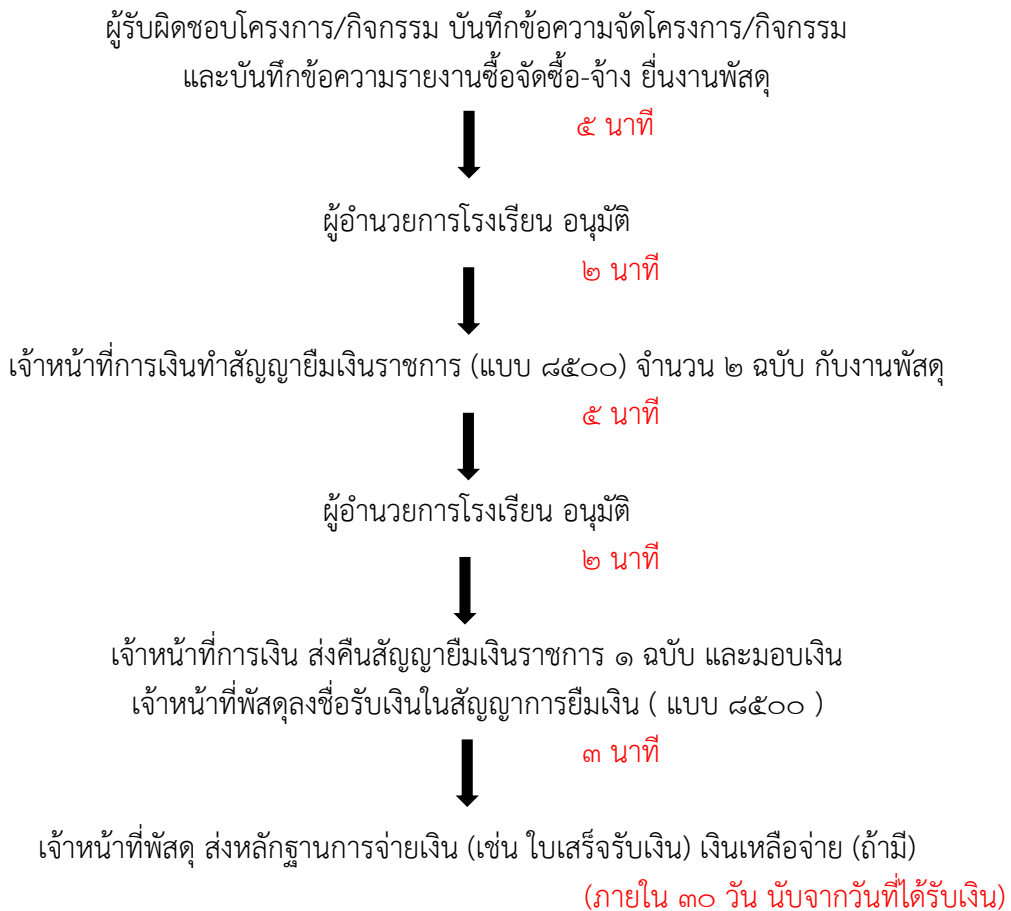 ผู้รับผิดชอบโครงการ/กิจกรรม บันทึกข้อความจัดโครงการ/กิจกรรม
และบันทึกข้อความรายงานซื้อจัดซื้อ-จ้าง ยื่นงานพัสดุ
๕ นาที
ผู้อำนวยการโรงเรียน อนุมัติ
๒ นาที
เจ้าหน้าที่การเงินทำสัญญายืมเงินราชการ (แบบ ๘๕๐๐) จำนวน ๒ ฉบับ กับงานพัสดุ
๕ นาที
ผู้อำนวยการโรงเรียน อนุมัติ
๒ นาที
เจ้าหน้าที่การเงิน ส่งคืนสัญญายืมเงินราชการ ๑ ฉบับ และมอบเงิน
เจ้าหน้าที่พัสดุลงชื่อรับเงินในสัญญาการยืมเงิน ( แบบ ๘๕๐๐ )
๓ นาที
เจ้าหน้าที่พัสดุ ส่งหลักฐานการจ่ายเงิน (เช่น ใบเสร็จรับเงิน) เงินเหลือจ่าย (ถ้ามี)
(ภายใน ๓๐ วัน นับจากวันที่ได้รับเงิน)